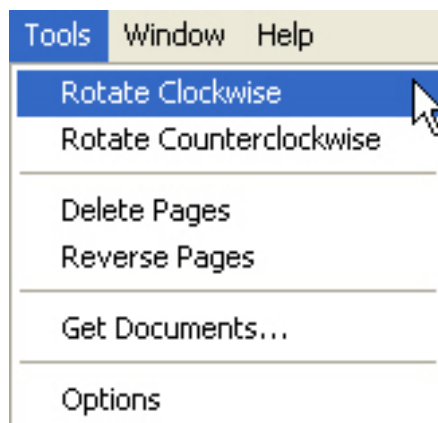 Tools Window Help
Rotate Clockwise
Rotate Counterclockwise
Delete Pages
Reverse Pages
Get Documents...
Options